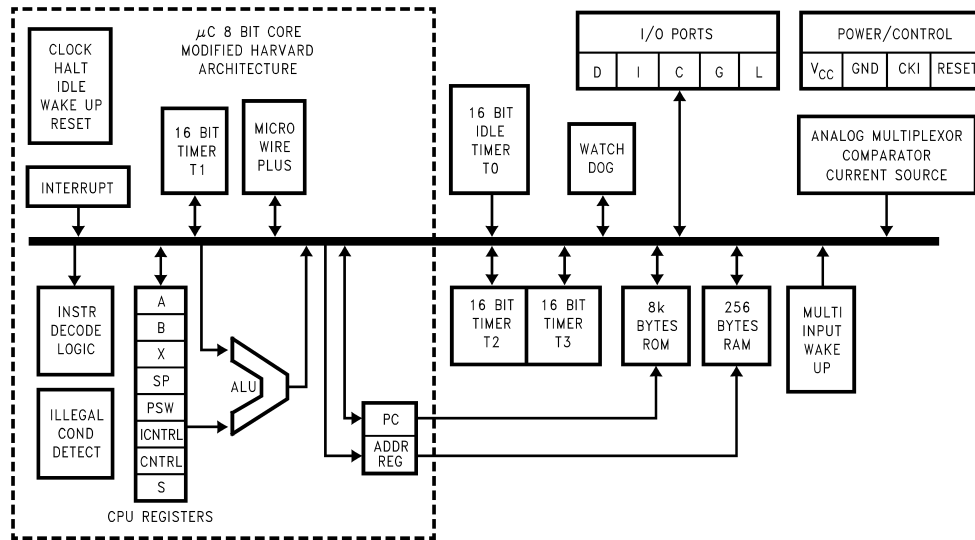 CLOCK
HALT
IDLE
WAKE UP
RESET
μC 8 BIT CORE
MODIFIED HARVARD
ARCHITECTURE
INTERRUPT
16 BIT
TIMER
T1
MICRO
WIRE
PLUS
16 BIT
IDLE
TIMER
T0
WATCH
DOG
I/O PORTS
D I C G L
POWER/CONTROL
VCC GND CKI RESET
ANALOG MULTIPLEXOR
COMPARATOR
CURRENT SOURCE
INSTR
DECODE
LOGIC
ILLEGAL
COND
DETECT
A
B
X
SP
PSW
ICNTRL
CNTRL
S
CPU REGISTERS
ALU
PC
ADDR
REG
16 BIT
TIMER
T2
16 BIT
TIMER
T3
8k
BYTES
ROM
256
BYTES
RAM
MULTI
INPUT
WAKE
UP